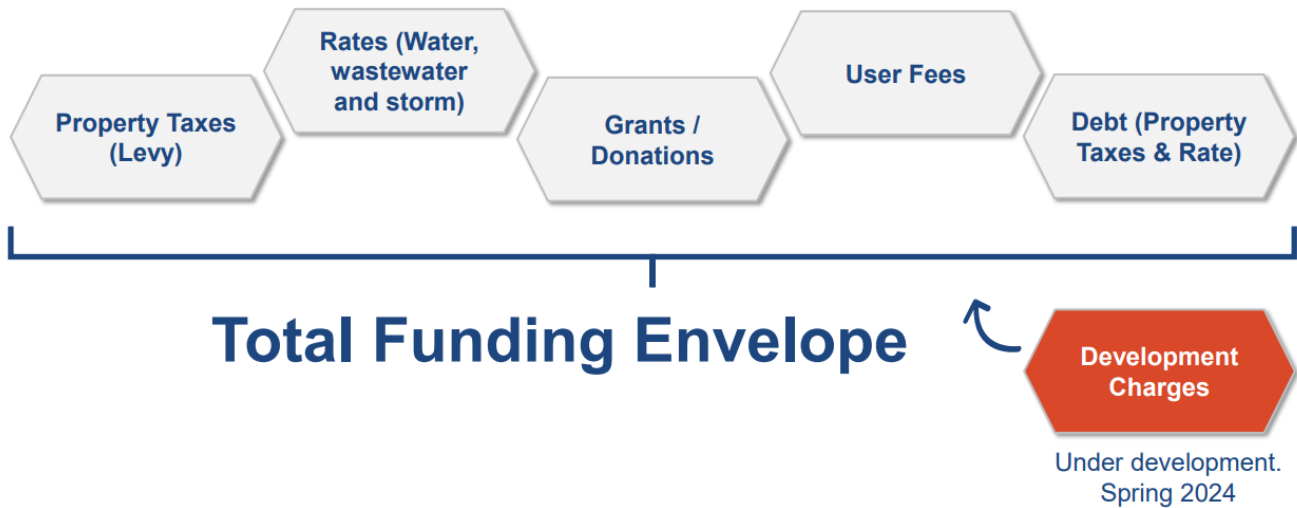 Property Taxes
(Levy)
Rates (Water,
wastewater
and storm)
Grants /
Donations
User Fees
Debt (Property
Taxes & Rate)
Total Funding Envelope
Development
Charges
Under development.
Spring 2024